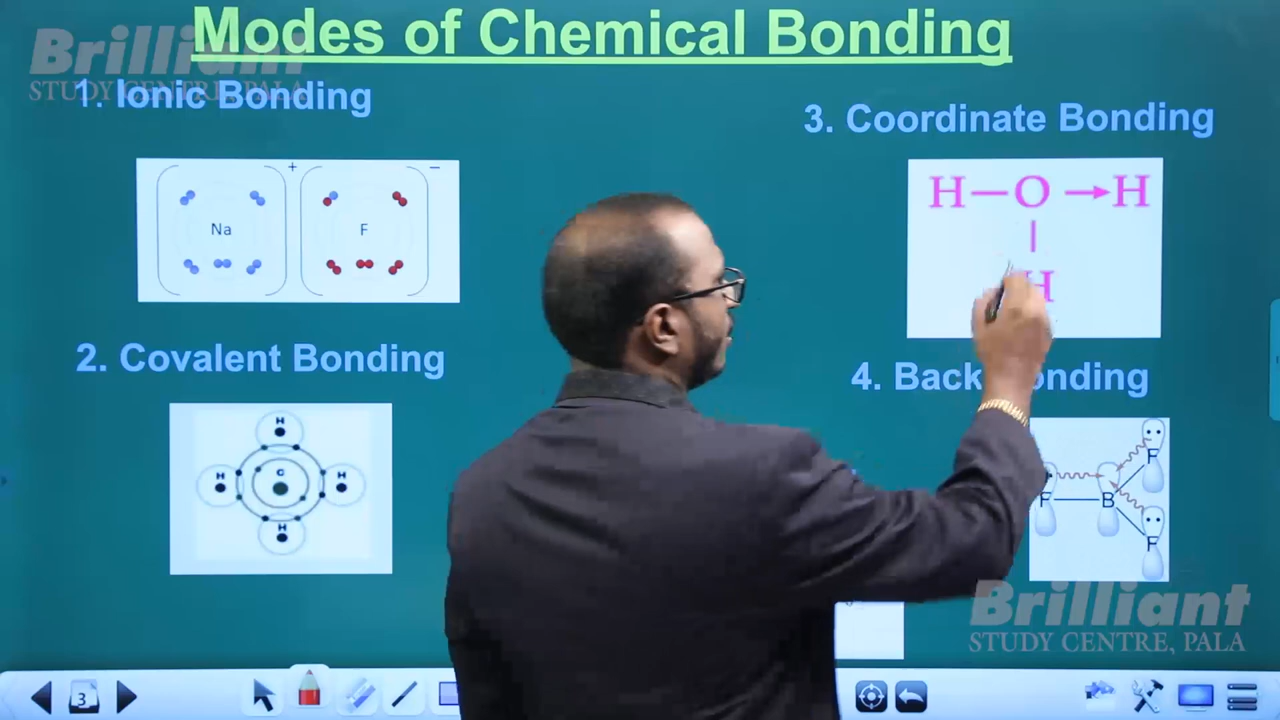 Modes of Chemical Bonding
Brilliant
STUDY CENTRE, PALA
1. Ionic Bonding
+
−
Na
F
2. Covalent Bonding
H
H
C
H
H
3. Coordinate Bonding
H—O→H
|
H
4. Back
onding
F
F
B
F
Brilliant
STUDY CENTRE, PALA
3